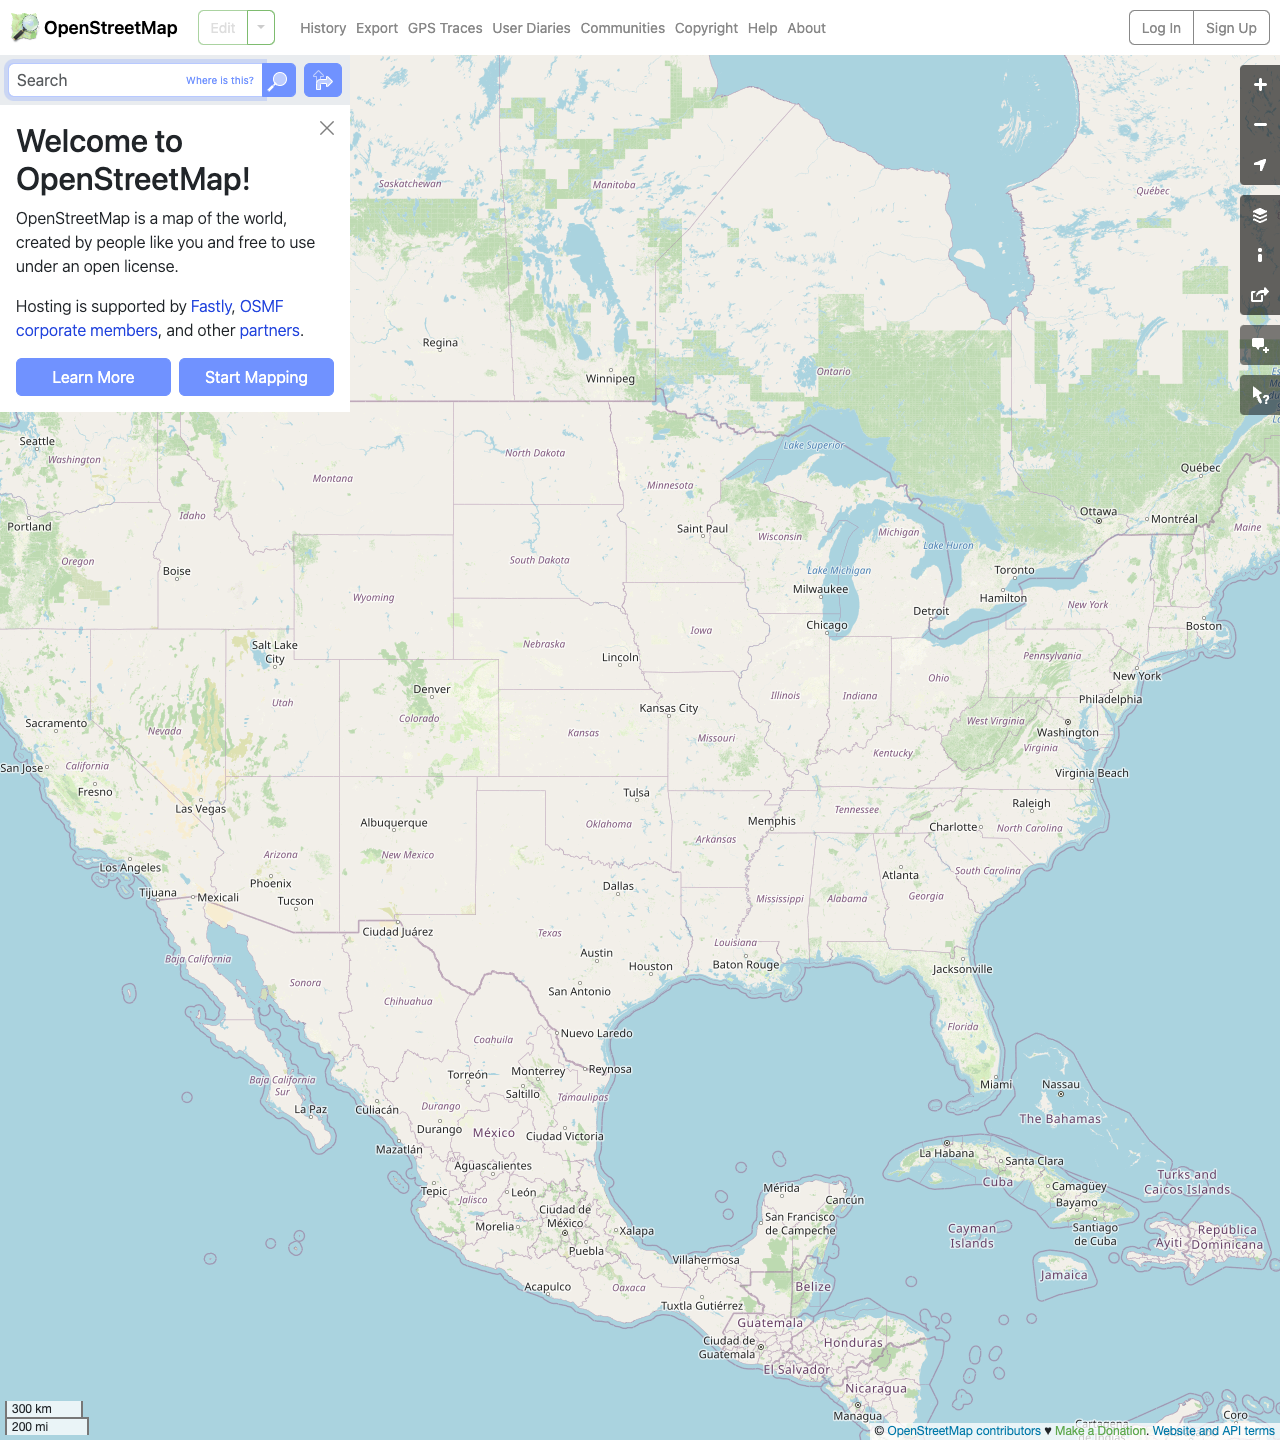 OpenStreetMap
Edit
History Export GPS Traces User Diaries Communities Copyright Help About
Log In Sign Up
Search
Where is this?
Welcome to
OpenStreetMap!
OpenStreetMap is a map of the world,
created by people like you and free to use
under an open license.
Hosting is supported by Fastly, OSMF
corporate members, and other partners.
Learn More
Start Mapping
Saskatchewan
Manitoba
Québec
Regina
Winnipeg
Ontario
Seattle
Washington
Montana
North Dakota
Minnesota
Lake Superior
Québec
Portland
Idaho
Oregon
Boise
South Dakota
Saint Paul
Wisconsin
Michigan
Lake Huron
Ottawa
Montréal
Maine
Wyoming
Lake Michigan
Milwaukee
Toronto
Hamilton
Detroit
New York
Chicago
Boston
Salt Lake
City
Nebraska
Iowa
Lincoln
Pennsylvania
New York
Philadelphia
Utah
Denver
Colorado
Illinois
Indiana
Ohio
Kansas City
Sacramento
Nevada
Kansas
Missouri
West Virginia
Washington
Virginia
Kentucky
San Jose
California
Fresno
Las Vegas
Tulsa
Virginia Beach
Raleigh
Albuquerque
Oklahoma
Memphis
Tennessee
Charlotte
North Carolina
Arkansas
Los Angeles
Arizona
New Mexico
Phoenix
Tijuana
Mexicali
Tucson
Dallas
Mississippi
Alabama
Atlanta
Georgia
South Carolina
Ciudad Juárez
Texas
Louisiana
Austin
Houston
Baton Rouge
Jacksonville
Baja California
Sonora
Chihuahua
San Antonio
Nuevo Laredo
Coahuila
Florida
Reynosa
Monterrey
Torreón
Saltillo
Tamaulipas
Miami
Nassau
Baja California
Sur
La Paz
Culiacán
Durango
Durango
México
Ciudad Victoria
The Bahamas
Mazatlán
Aguascalientes
La Habana
Santa Clara
Cuba
Camagüey
Turks and
Caicos Islands
Tepic
Jalisco
León
Mérida
Cancún
Bayamo
Ciudad de
México
Morelia
Xalapa
San Francisco
de Campeche
Cayman
Islands
Santiago
de Cuba
Ayiti
República
Dominicana
Puebla
Villahermosa
Acapulco
Oaxaca
Belize
Jamaica
Tuxtla Gutiérrez
Guatemala
Ciudad de
Guatemala
Honduras
El Salvador
Nicaragua
Managua
Cartagena
de Indias
Coro
300 km
200 mi
© OpenStreetMap contributors ♥ Make a Donation. Website and API terms